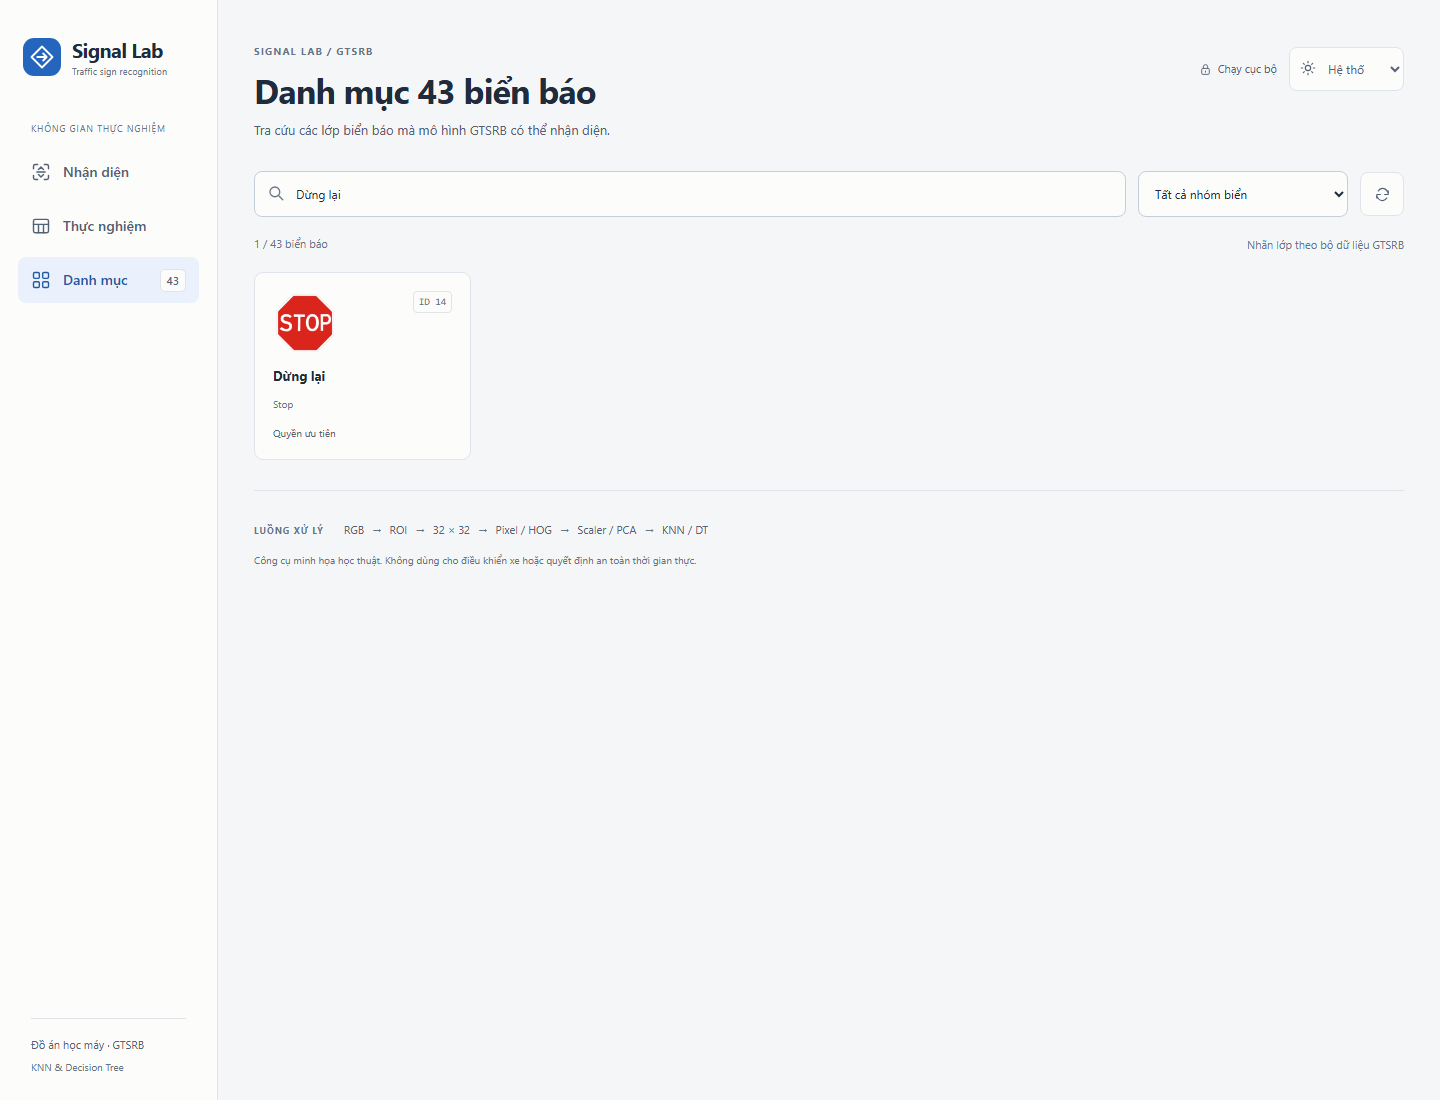 Signal Lab
Traffic sign recognition
KHÔNG GIAN THỰC NGHIỆM
Nhận diện
Thực nghiệm
Danh mục 43
Đồ án học máy · GTSRB
KNN & Decision Tree
SIGNAL LAB / GTSRB
Danh mục 43 biển báo
Tra cứu các lớp biển báo mà mô hình GTSRB có thể nhận diện.
Chạy cục bộ
Hệ thố
Dừng lại
Tất cả nhóm biển
1 / 43 biển báo
Nhãn lớp theo bộ dữ liệu GTSRB
STOP
ID 14
Dừng lại
Stop
Quyền ưu tiên
LUỒNG XỬ LÝ RGB → ROI → 32 × 32 → Pixel / HOG → Scaler / PCA → KNN / DT
Công cụ minh họa học thuật. Không dùng cho điều khiển xe hoặc quyết định an toàn thời gian thực.